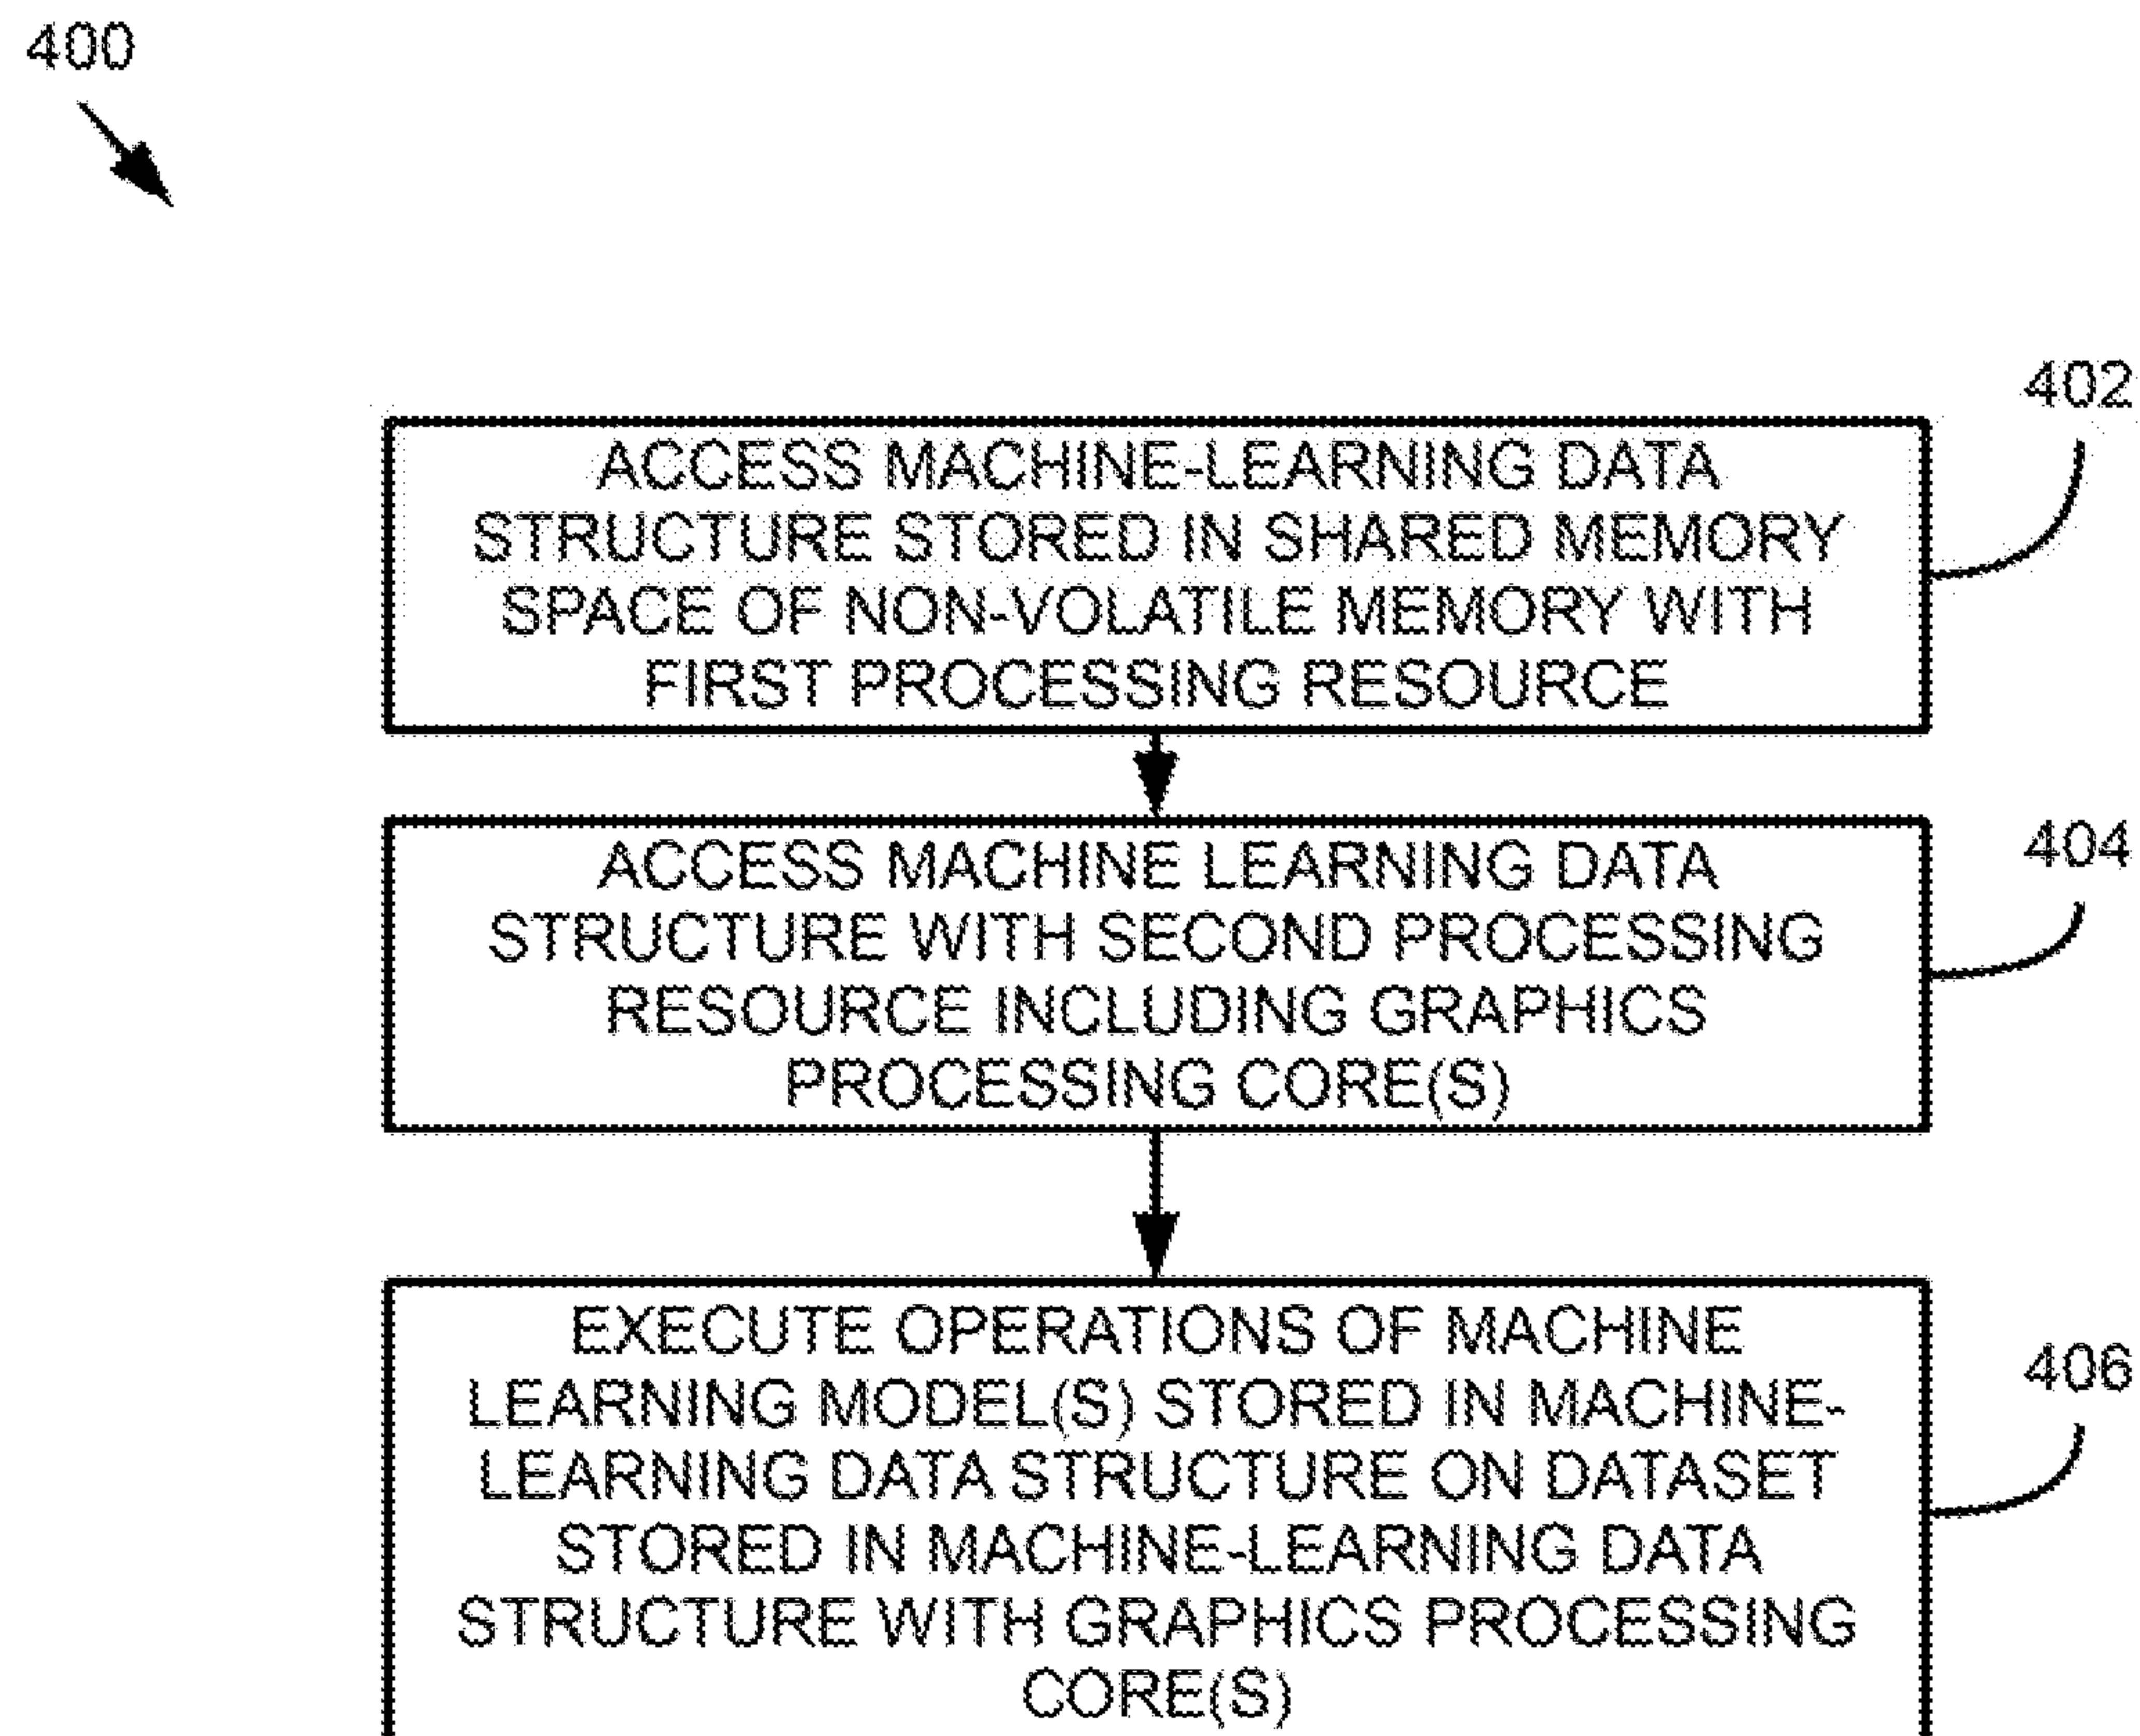 400
402
ACCESS MACHINE-LEARNING DATA
STRUCTURE STORED IN SHARED MEMORY
SPACE OF NON-VOLATILE MEMORY WITH
FIRST PROCESSING RESOURCE
404
ACCESS MACHINE LEARNING DATA
STRUCTURE WITH SECOND PROCESSING
RESOURCE INCLUDING GRAPHICS
PROCESSING CORE(S)
406
EXECUTE OPERATIONS OF MACHINE
LEARNING MODEL(S) STORED IN MACHINE-
LEARNING DATA STRUCTURE ON DATASET
STORED IN MACHINE-LEARNING DATA
STRUCTURE WITH GRAPHICS PROCESSING
CORE(S)